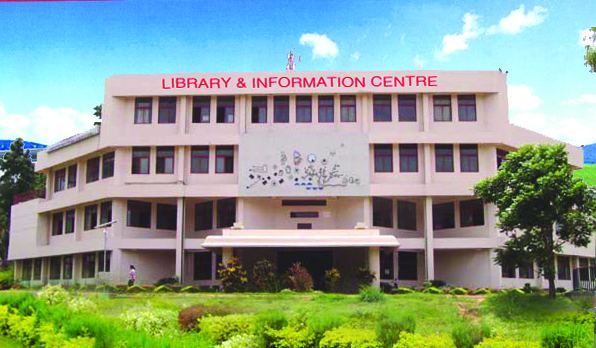 LIBRARY & INFORMATION CENTRE